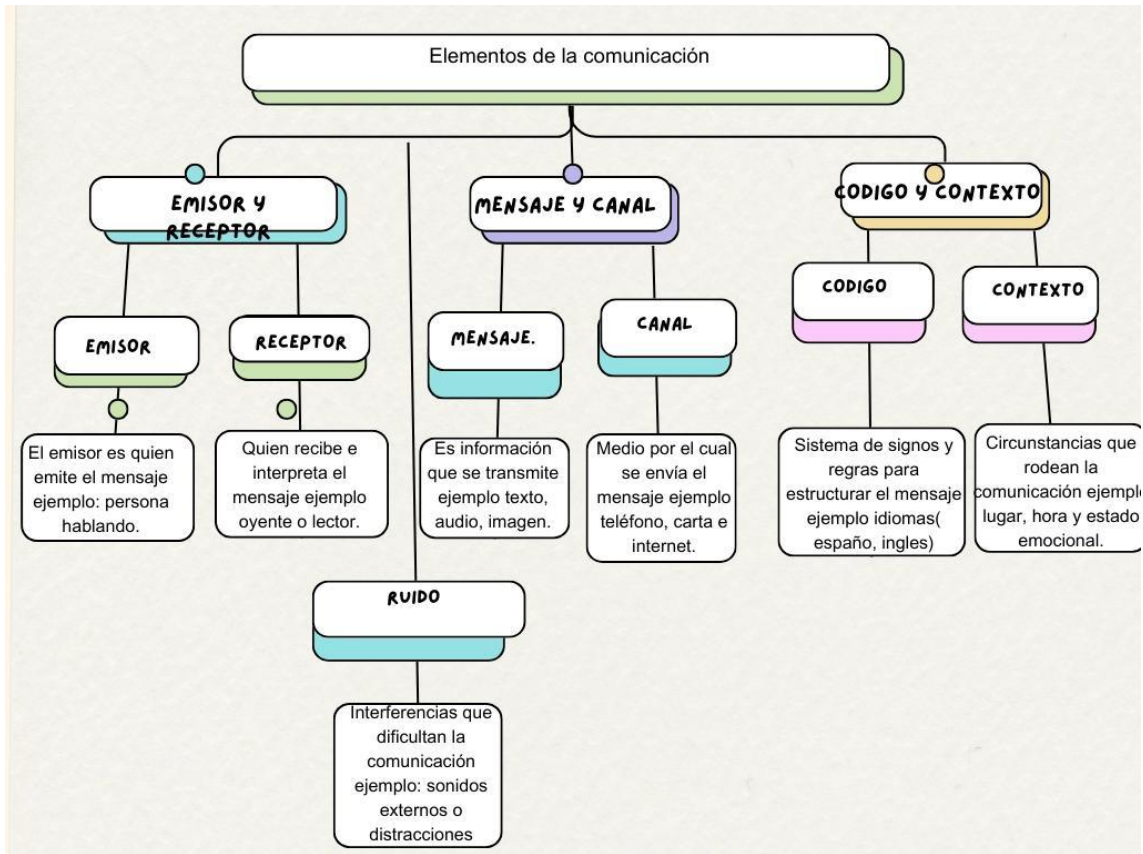 Elementos de la comunicación
EMISOR Y
RECEPTOR
MENSAJE Y CANAL
CODIGO Y CONTEXTO
EMISOR
RECEPTOR
MENSAJE.
CANAL
CODIGO
CONTEXTO
El emisor es quien
emite el mensaje
ejemplo: persona
hablando.
Quien recibe e
interpreta el
mensaje ejemplo
oyente o lector.
Es información
que se transmite
ejemplo texto,
audio, imagen.
Medio por el cual
se envía el
mensaje ejemplo
teléfono, carta e
internet.
Sistema de signos y
regras para
estructurar el mensaje
ejemplo idiomas(
españo, ingles)
Circunstancias que
rodean la
comunicación ejemplo
lugar, hora y estado
emocional.
RUIDO
Interferencias que
dificultan la
comunicación
ejemplo: sonidos
externos o
distracciones